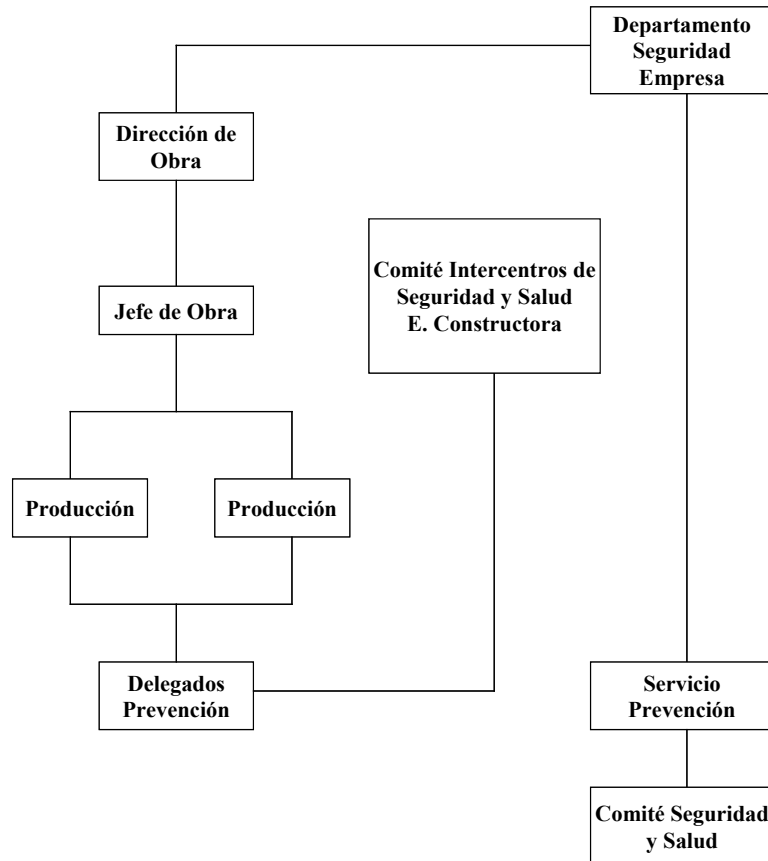 Departamento
Seguridad
Empresa
Dirección de
Obra
Comité Intercentros de
Seguridad y Salud
E. Constructora
Jefe de Obra
Producción
Producción
Delegados
Prevención
Servicio
Prevención
Comité Seguridad
y Salud